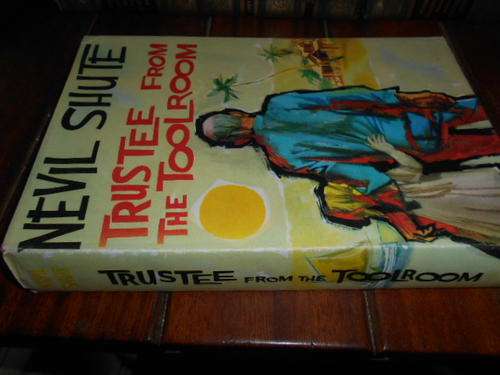 NEVIL SHUTE
TRUSTEE FROM
THE TOOLROOM
TRUSTEE FROM THE TOOLROOM